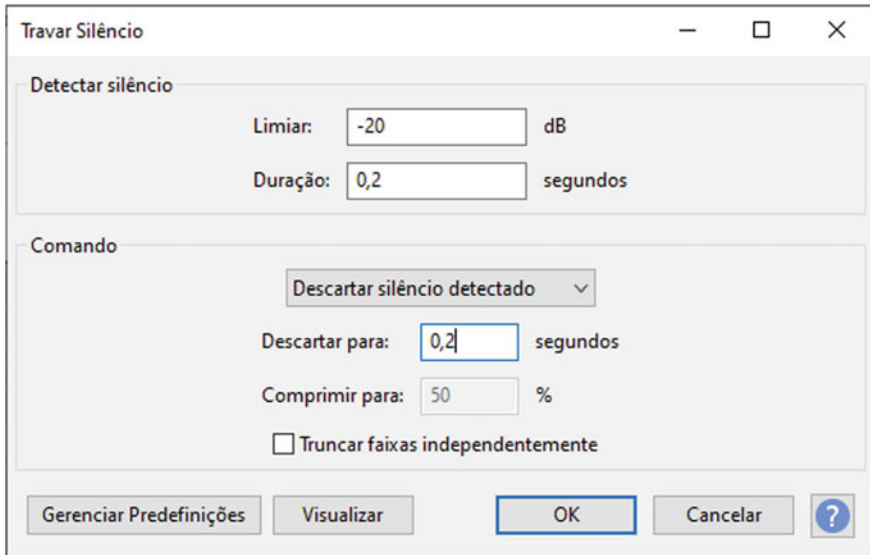 Travar Silêncio
Detectar silêncio
Limiar: -20 dB
Duração: 0,2 segundos
Comando
Descartar silêncio detectado
Descartar para: 0,2 segundos
Comprimir para: 50 %
Truncar faixas independentemente
Gerenciar Predefinições Visualizar OK Cancelar ?